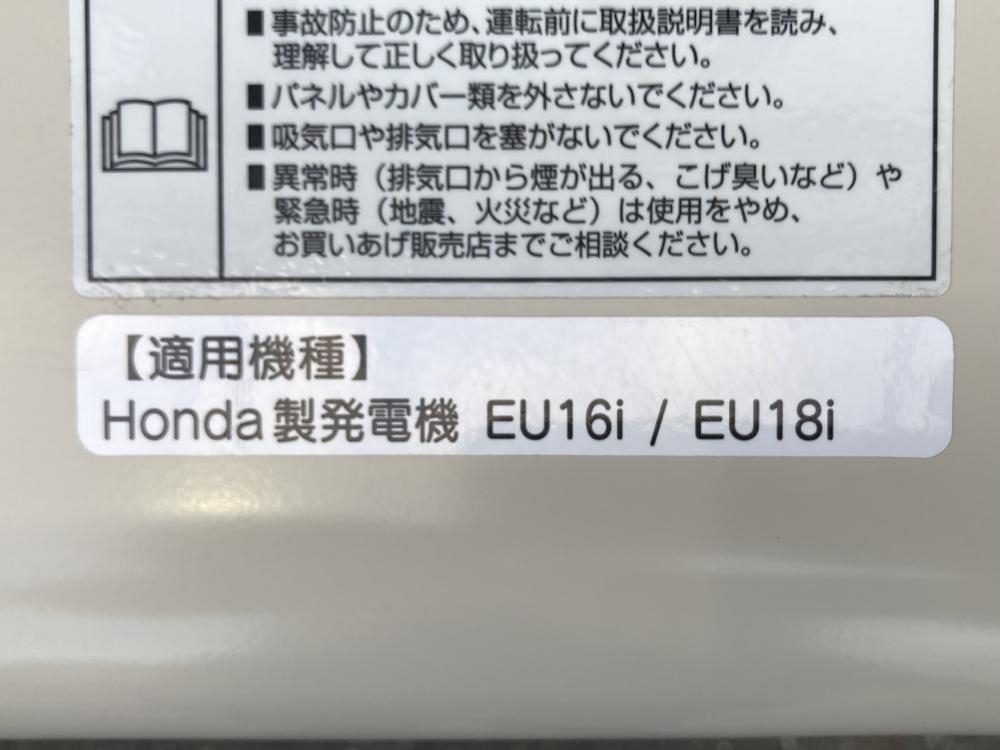 ■事故防止のため、運転前に取扱説明書を読み、
理解して正しく取り扱ってください。
■パネルやカバー類を外さないでください。
■吸気口や排気口を塞がないでください。
■異常時（排気口から煙が出る、こげ臭いなど）や
緊急時（地震、火災など）は使用をやめ、
お買いあげ販売店までご相談ください。
【適用機種】
Honda製発電機 EU16i / EU18i